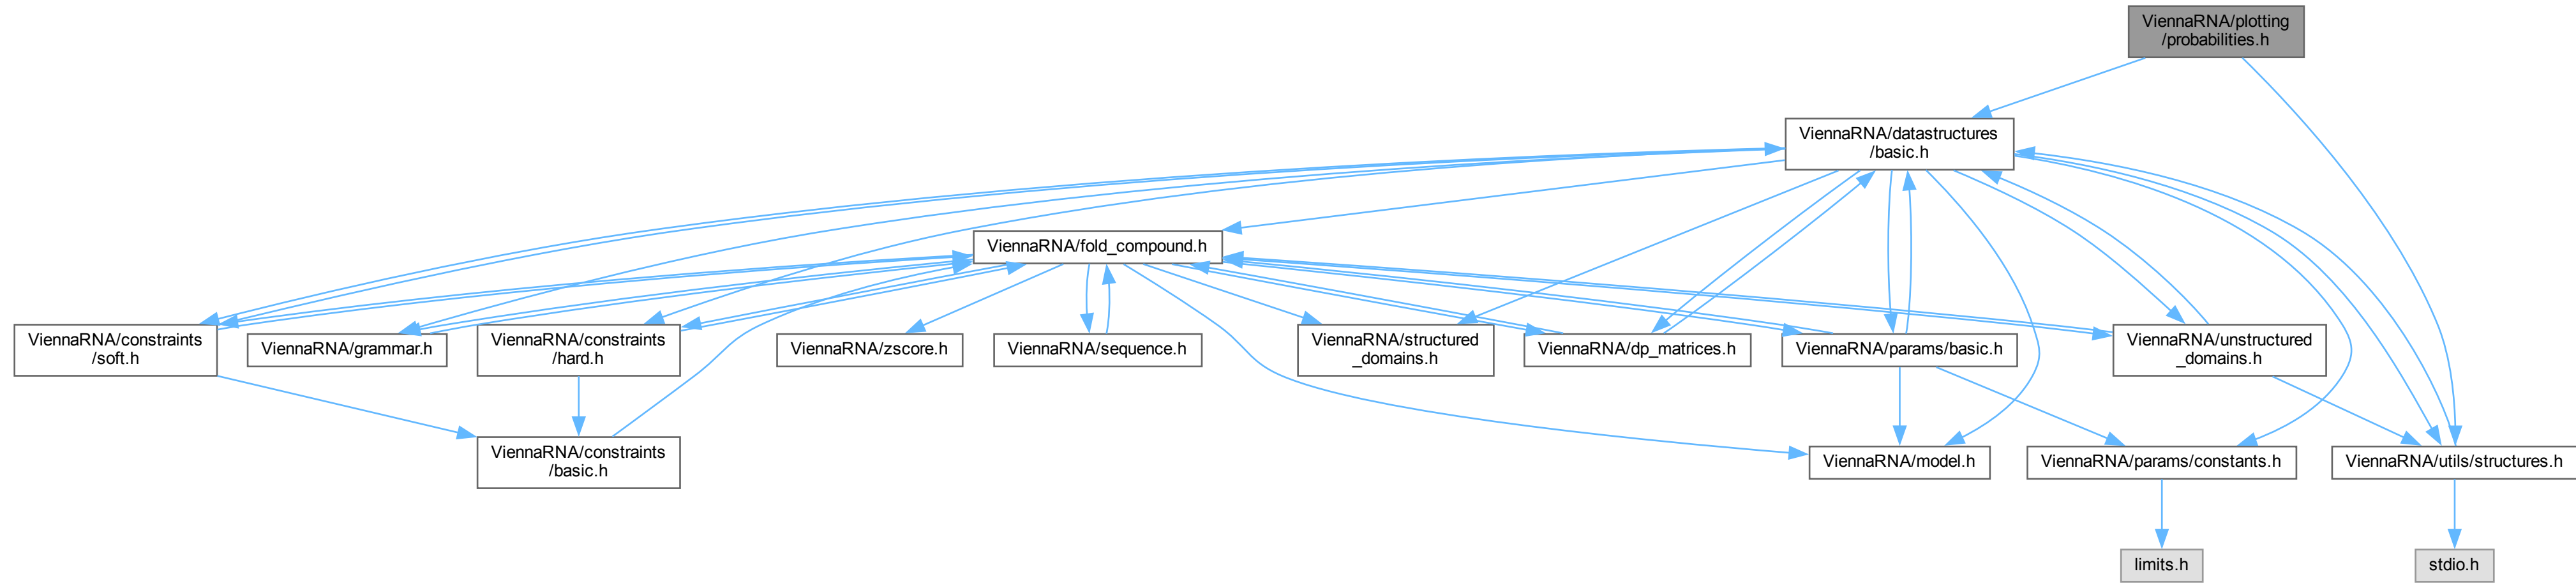 ViennaRNA/plotting
/probabilities.h
ViennaRNA/datastructures
/basic.h
ViennaRNA/fold_compound.h
ViennaRNA/constraints
/soft.h
ViennaRNA/grammar.h
ViennaRNA/constraints
/hard.h
ViennaRNA/zscore.h
ViennaRNA/sequence.h
ViennaRNA/structured
_domains.h
ViennaRNA/dp_matrices.h
ViennaRNA/params/basic.h
ViennaRNA/unstructured
_domains.h
ViennaRNA/constraints
/basic.h
ViennaRNA/model.h
ViennaRNA/params/constants.h
ViennaRNA/utils/structures.h
limits.h
stdio.h